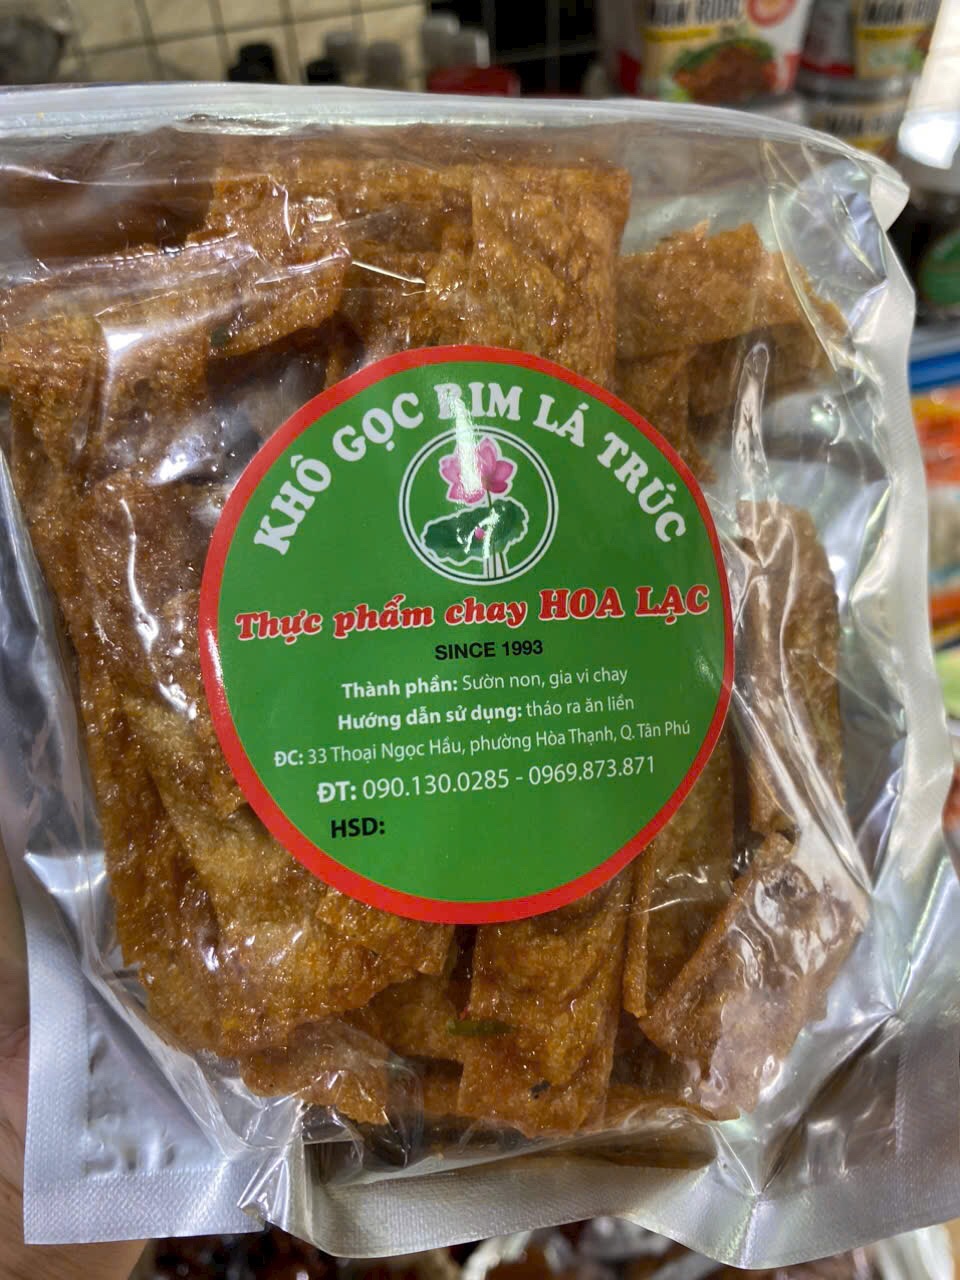 KHÔ GỌC RIM LÁ TRÚC
Thực phẩm chay HOA LẠC
SINCE 1993
Thành phần: Sườn non, gia vi chay
Hướng dẫn sử dụng: tháo ra ăn liền
ĐC: 33 Thoại Ngọc Hầu, phường Hòa Thạnh, Q. Tân Phú
ĐT: 090.130.0285 - 0969.873.871
HSD: